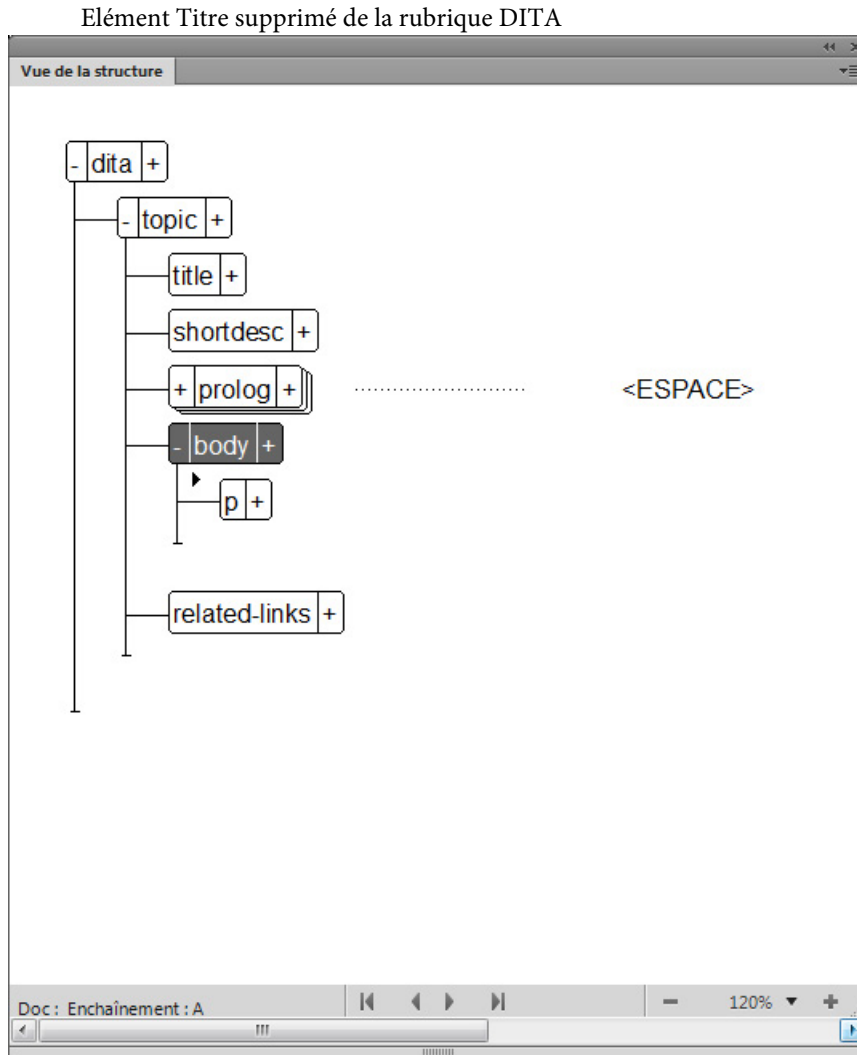 Elément Titre supprimé de la rubrique DITA
Vue de la structure
- dita +
- topic +
title +
shortdesc +
+ prolog + <ESPACE>
- body +
p +
related-links +
Doc : Enchaînement : A 120%